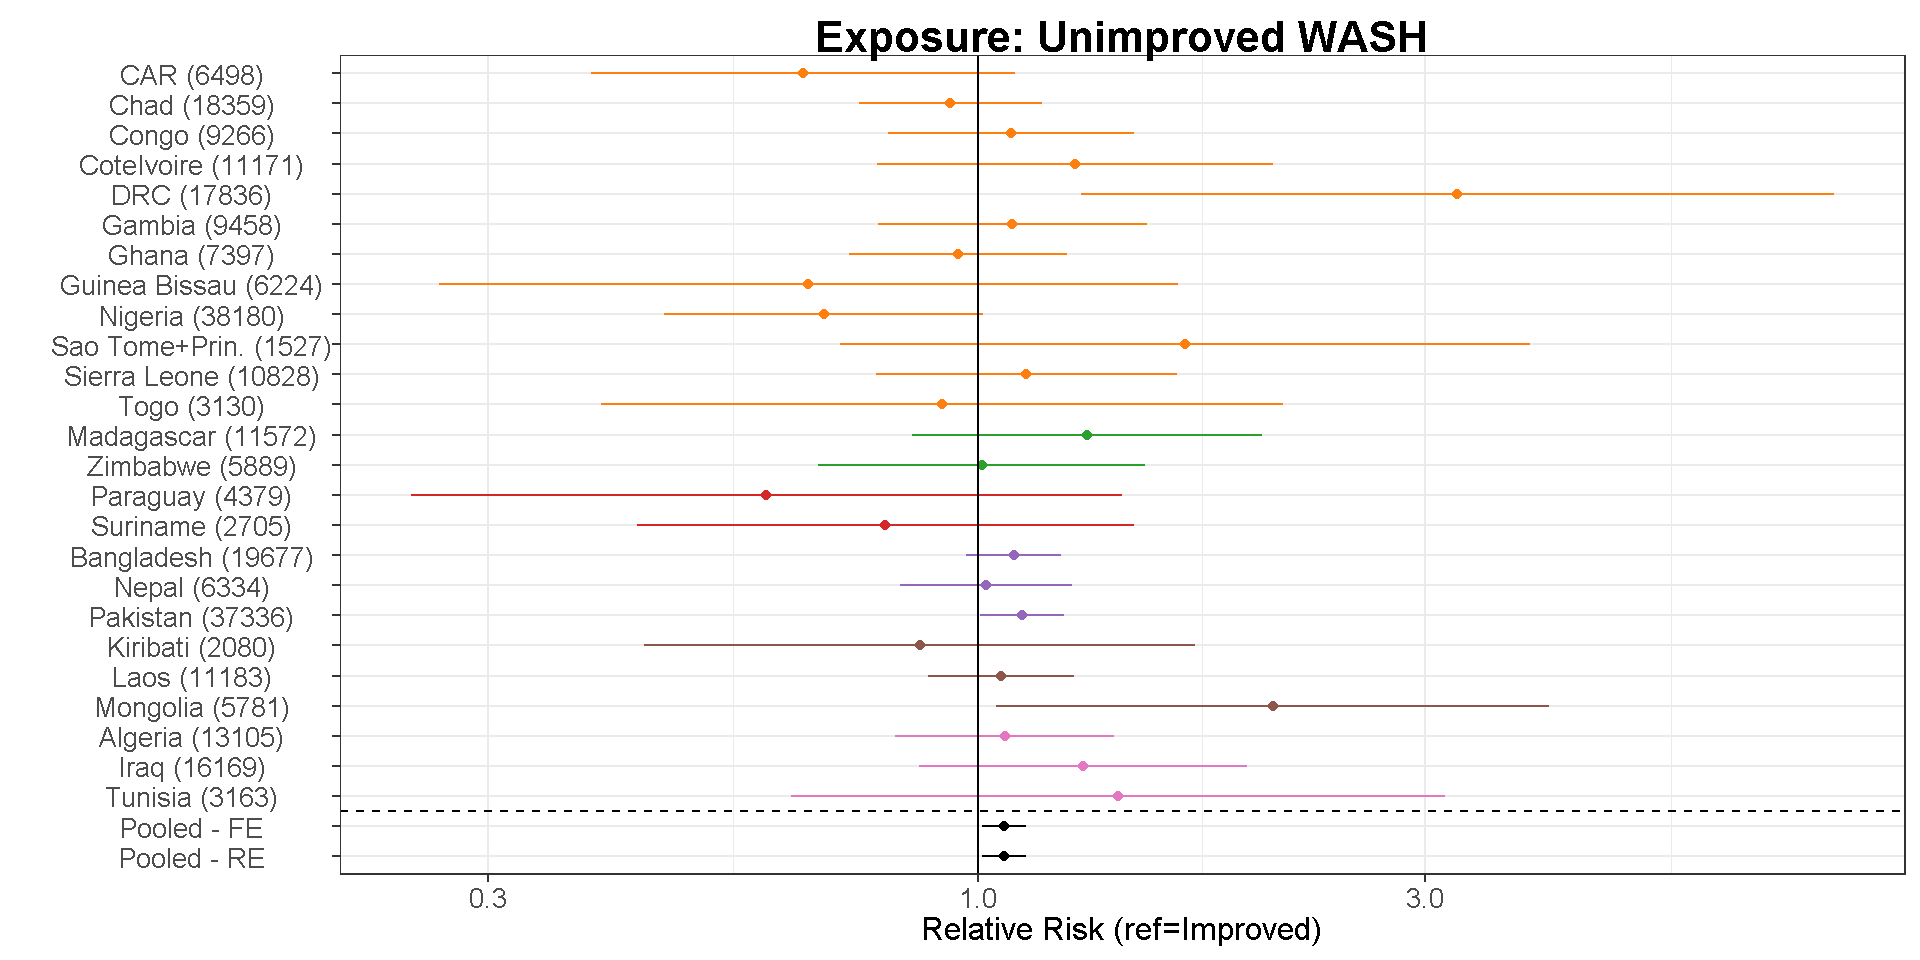 Exposure: Unimproved WASH
CAR (6498)
Chad (18359)
Congo (9266)
CoteIvoire (11171)
DRC (17836)
Gambia (9458)
Ghana (7397)
Guinea Bissau (6224)
Nigeria (38180)
Sao Tome+Prin. (1527)
Sierra Leone (10828)
Togo (3130)
Madagascar (11572)
Zimbabwe (5889)
Paraguay (4379)
Suriname (2705)
Bangladesh (19677)
Nepal (6334)
Pakistan (37336)
Kiribati (2080)
Laos (11183)
Mongolia (5781)
Algeria (13105)
Iraq (16169)
Tunisia (3163)
Pooled - FE
Pooled - RE
0.3 1.0 3.0
Relative Risk (ref=Improved)